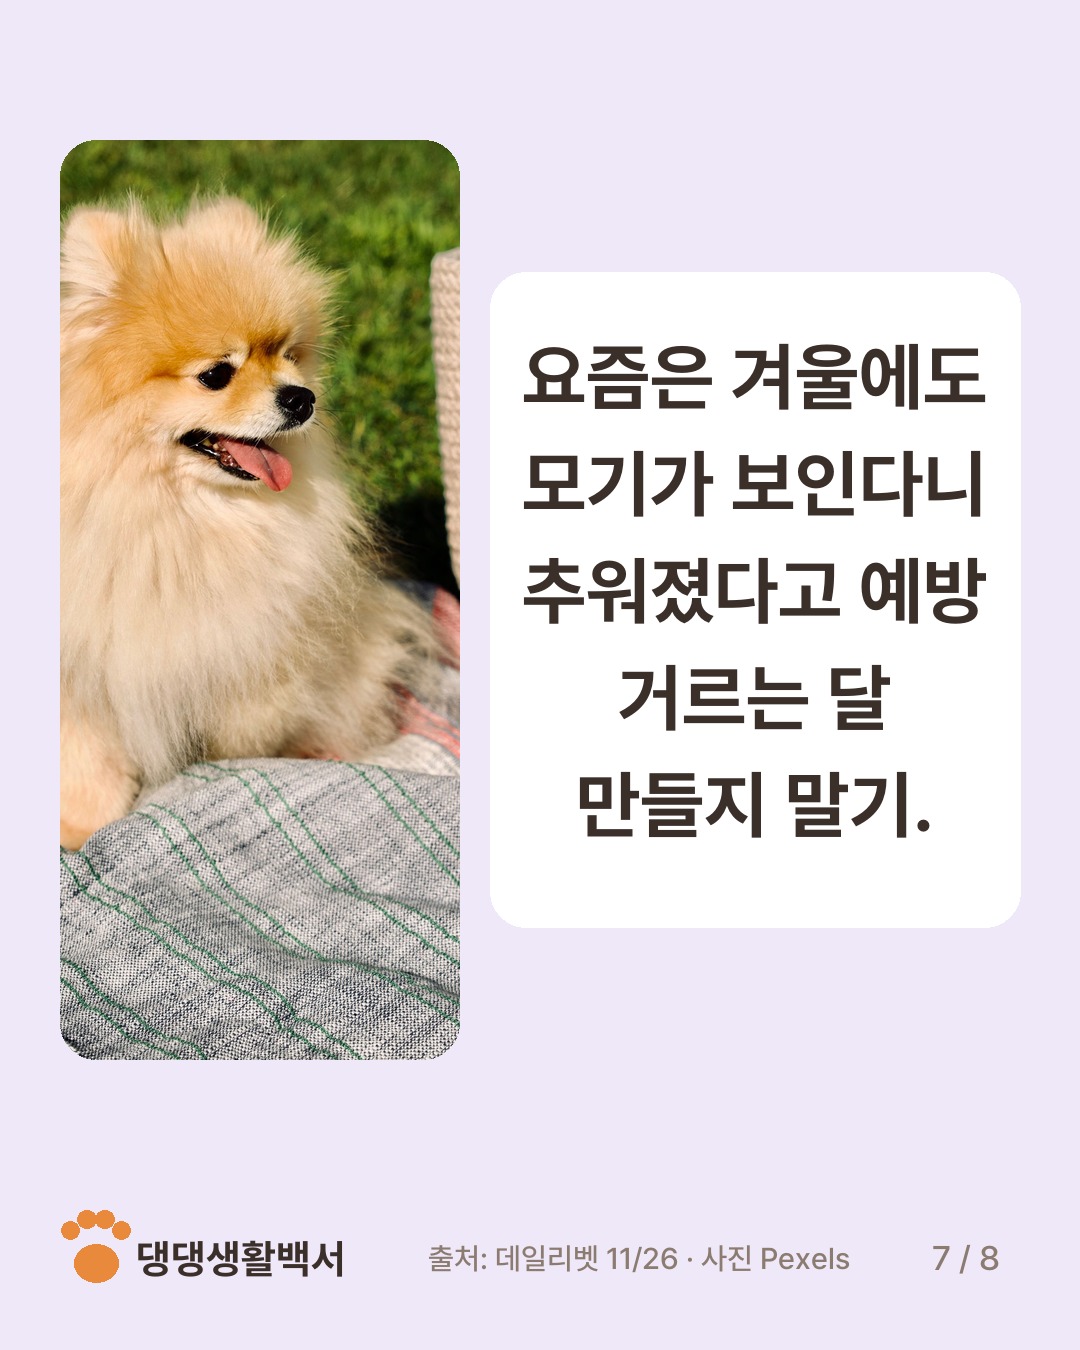 요즘은 겨울에도
모기가 보인다니
추워졌다고 예방
거르는 달
만들지 말기.
댕댕생활백서
출처: 데일리벳 11/26 · 사진 Pexels
7 / 8